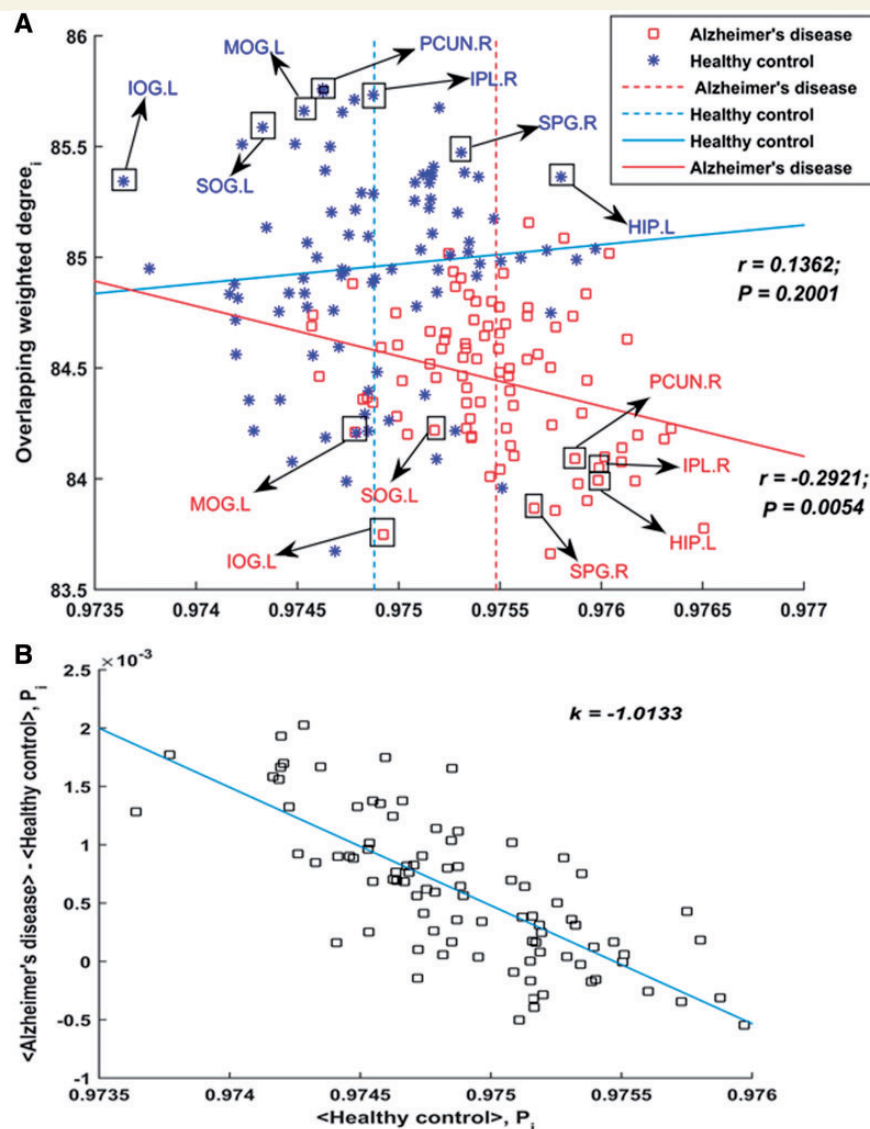 A
Alzheimer's disease
Healthy control
Alzheimer's disease
Healthy control
Healthy control
Alzheimer's disease
Overlapping weighted degree i
86
85.5
85
84.5
84
83.5
IOG.L
MOG.L
PCUN.R
IPL.R
SOG.L
SPG.R
HIP.L
r = 0.1362;
P = 0.2001
PCUN.R
IPL.R
r = -0.2921;
P = 0.0054
MOG.L
SOG.L
HIP.L
IOG.L
SPG.R
0.9735 0.974 0.9745 0.975 0.9755 0.976 0.9765 0.977
B
×10-3
<Alzheimer's disease> - <Healthy control>, P i
2.5
2
1.5
1
0.5
0
-0.5
-1
k = -1.0133
0.9735 0.974 0.9745 0.975 0.9755 0.976
<Healthy control>, P i